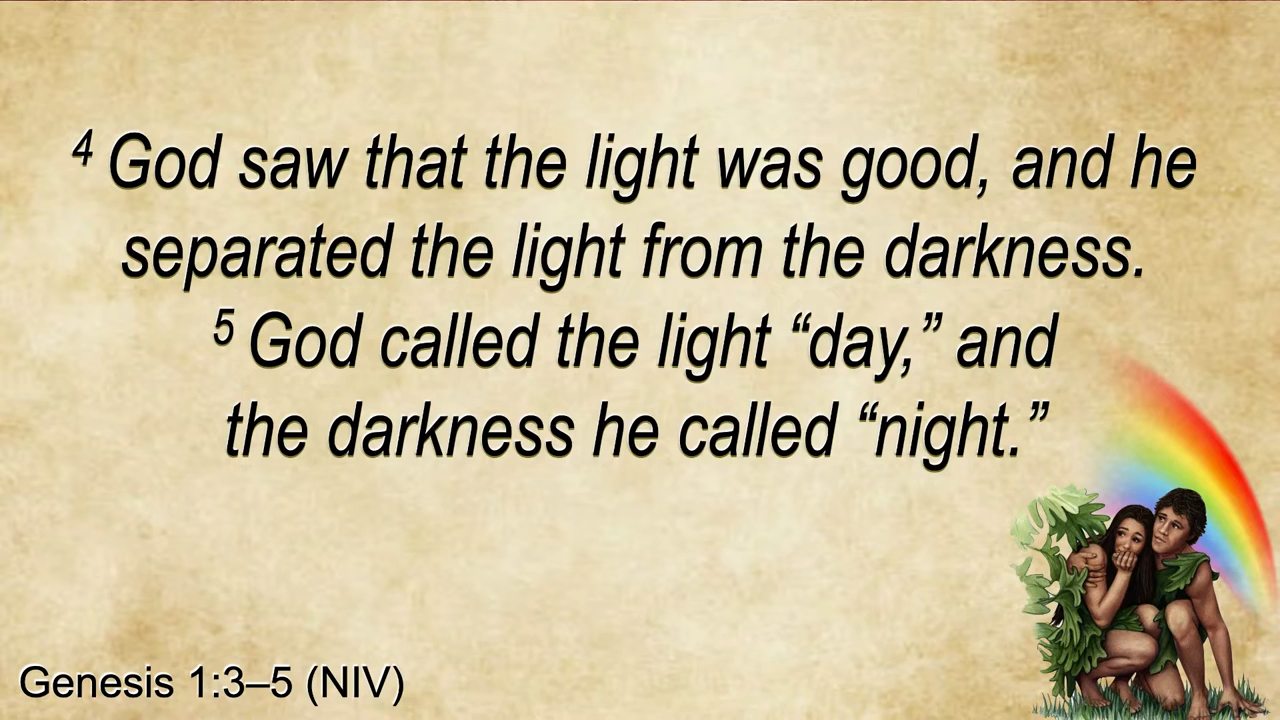 ⁴ God saw that the light was good, and he
separated the light from the darkness.
⁵ God called the light “day,” and
the darkness he called “night.”
Genesis 1:3–5 (NIV)